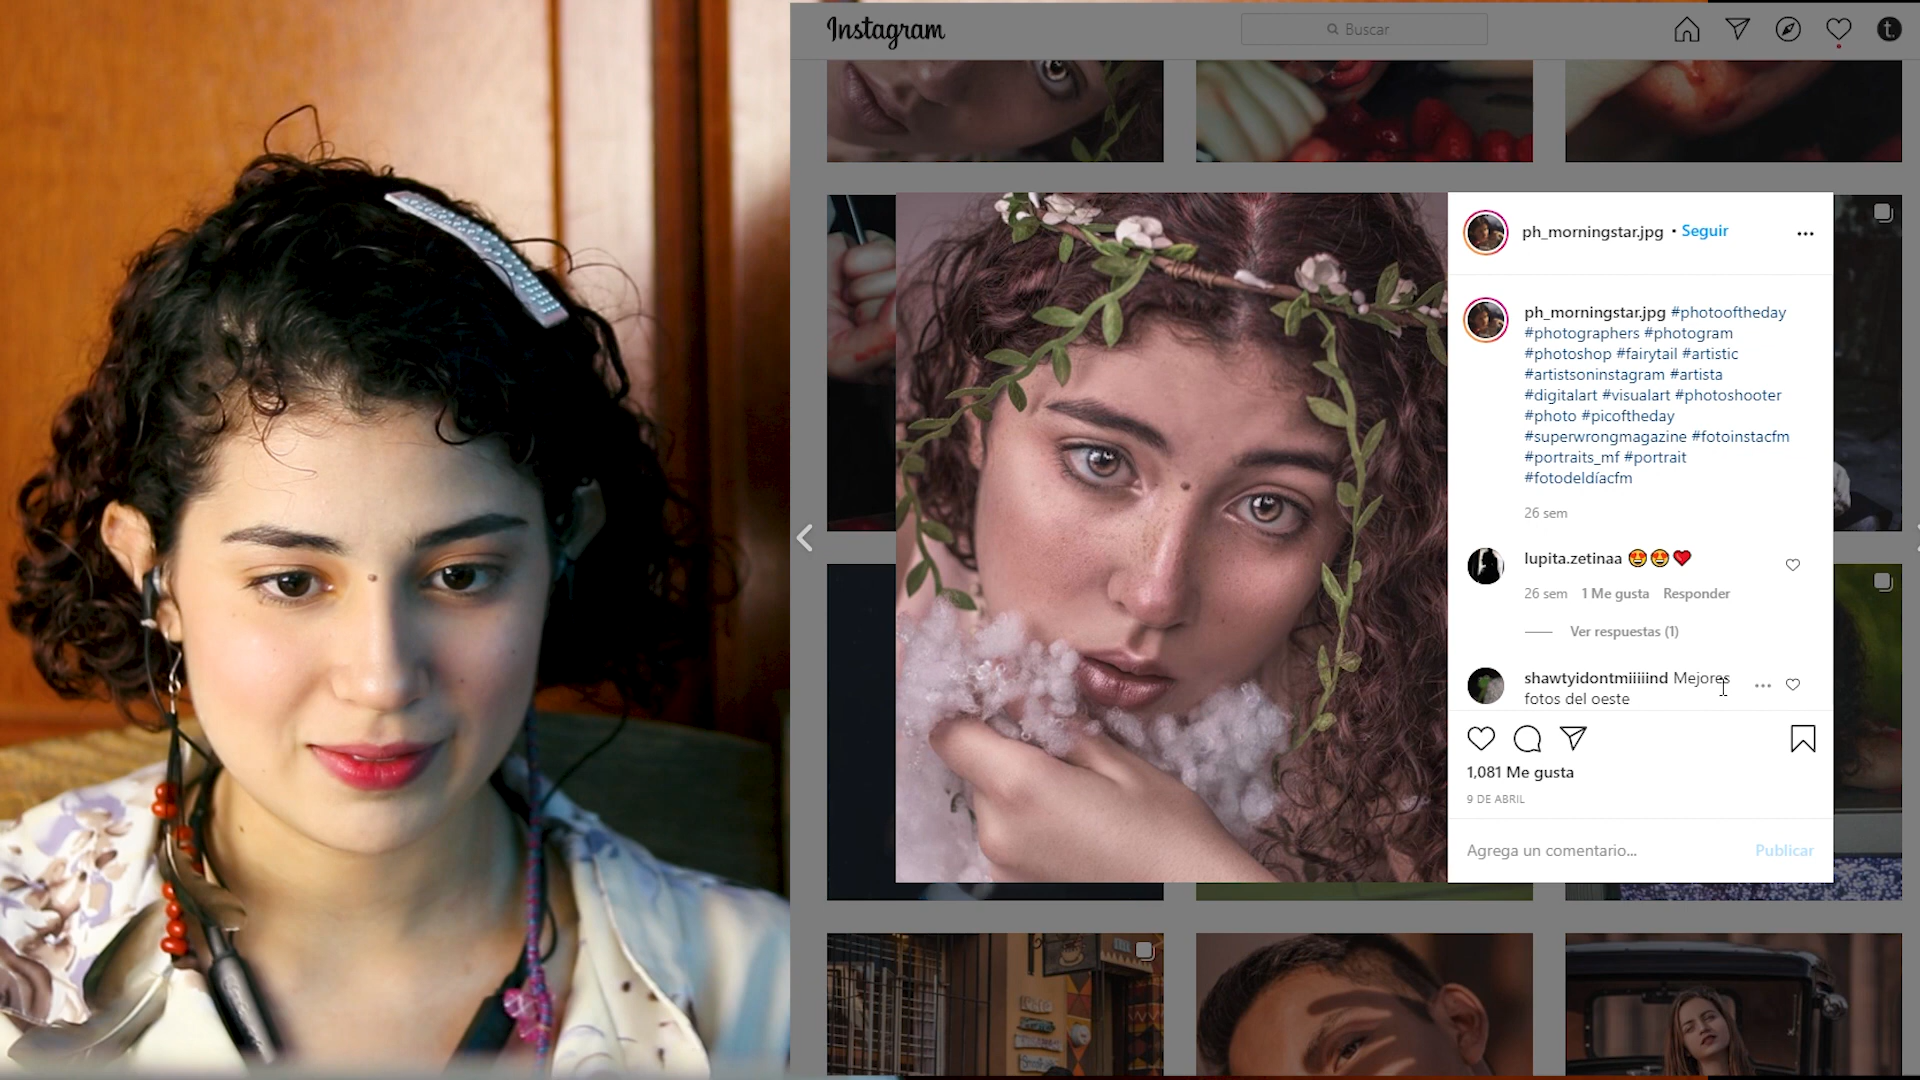 Instagram
Buscar
ph_morningstar.jpg • Seguir
ph_morningstar.jpg #photooftheday
#photographers #photogram
#photoshop #fairytail #artistic
#artistsoninstagram #artista
#digitalart #visualart #photoshooter
#photo #picoftheday
#superwrongmagazine #fotoinstacfm
#portraits_mf #portrait
#fotodeldíacfm
26 sem
lupita.zetinaa 😍😍❤️
26 sem 1 Me gusta Responder
Ver respuestas (1)
shawtyidontmiiiiind Mejores
fotos del oeste
1,081 Me gusta
9 DE ABRIL
Agrega un comentario... Publicar